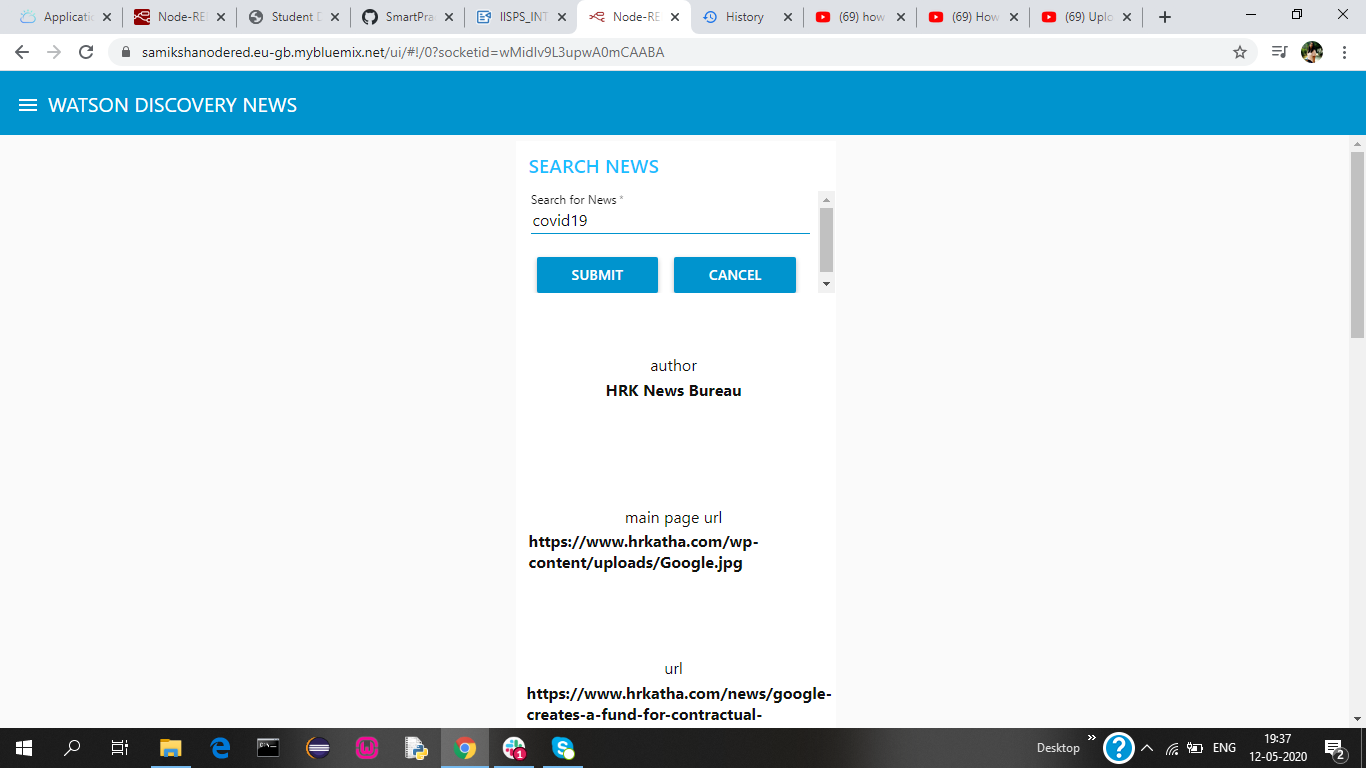 Applicati
Node-RE
Student D
SmartPra
IISPS_INT
Node-RE
History
(69) how
(69) How
(69) Uplo
samikshanodered.eu-gb.mybluemix.net/ui/#!/0?socketid=wMidIv9L3upwA0mCAABA
WATSON DISCOVERY NEWS
SEARCH NEWS
Search for News *
covid19
SUBMIT CANCEL
author
HRK News Bureau
main page url
https://www.hrkatha.com/wp-
content/uploads/Google.jpg
url
https://www.hrkatha.com/news/google-
creates-a-fund-for-contractual-
Desktop
ENG
19:37
12-05-2020
1
2